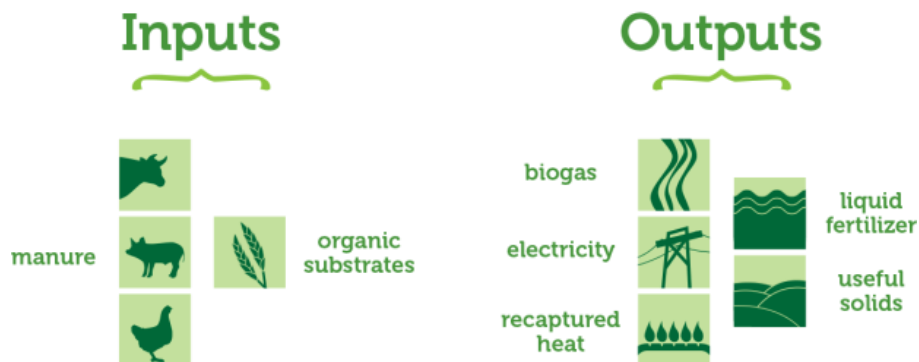 Inputs
Outputs
manure
organic
substrates
biogas
electricity
recaptured
heat
liquid
fertilizer
useful
solids